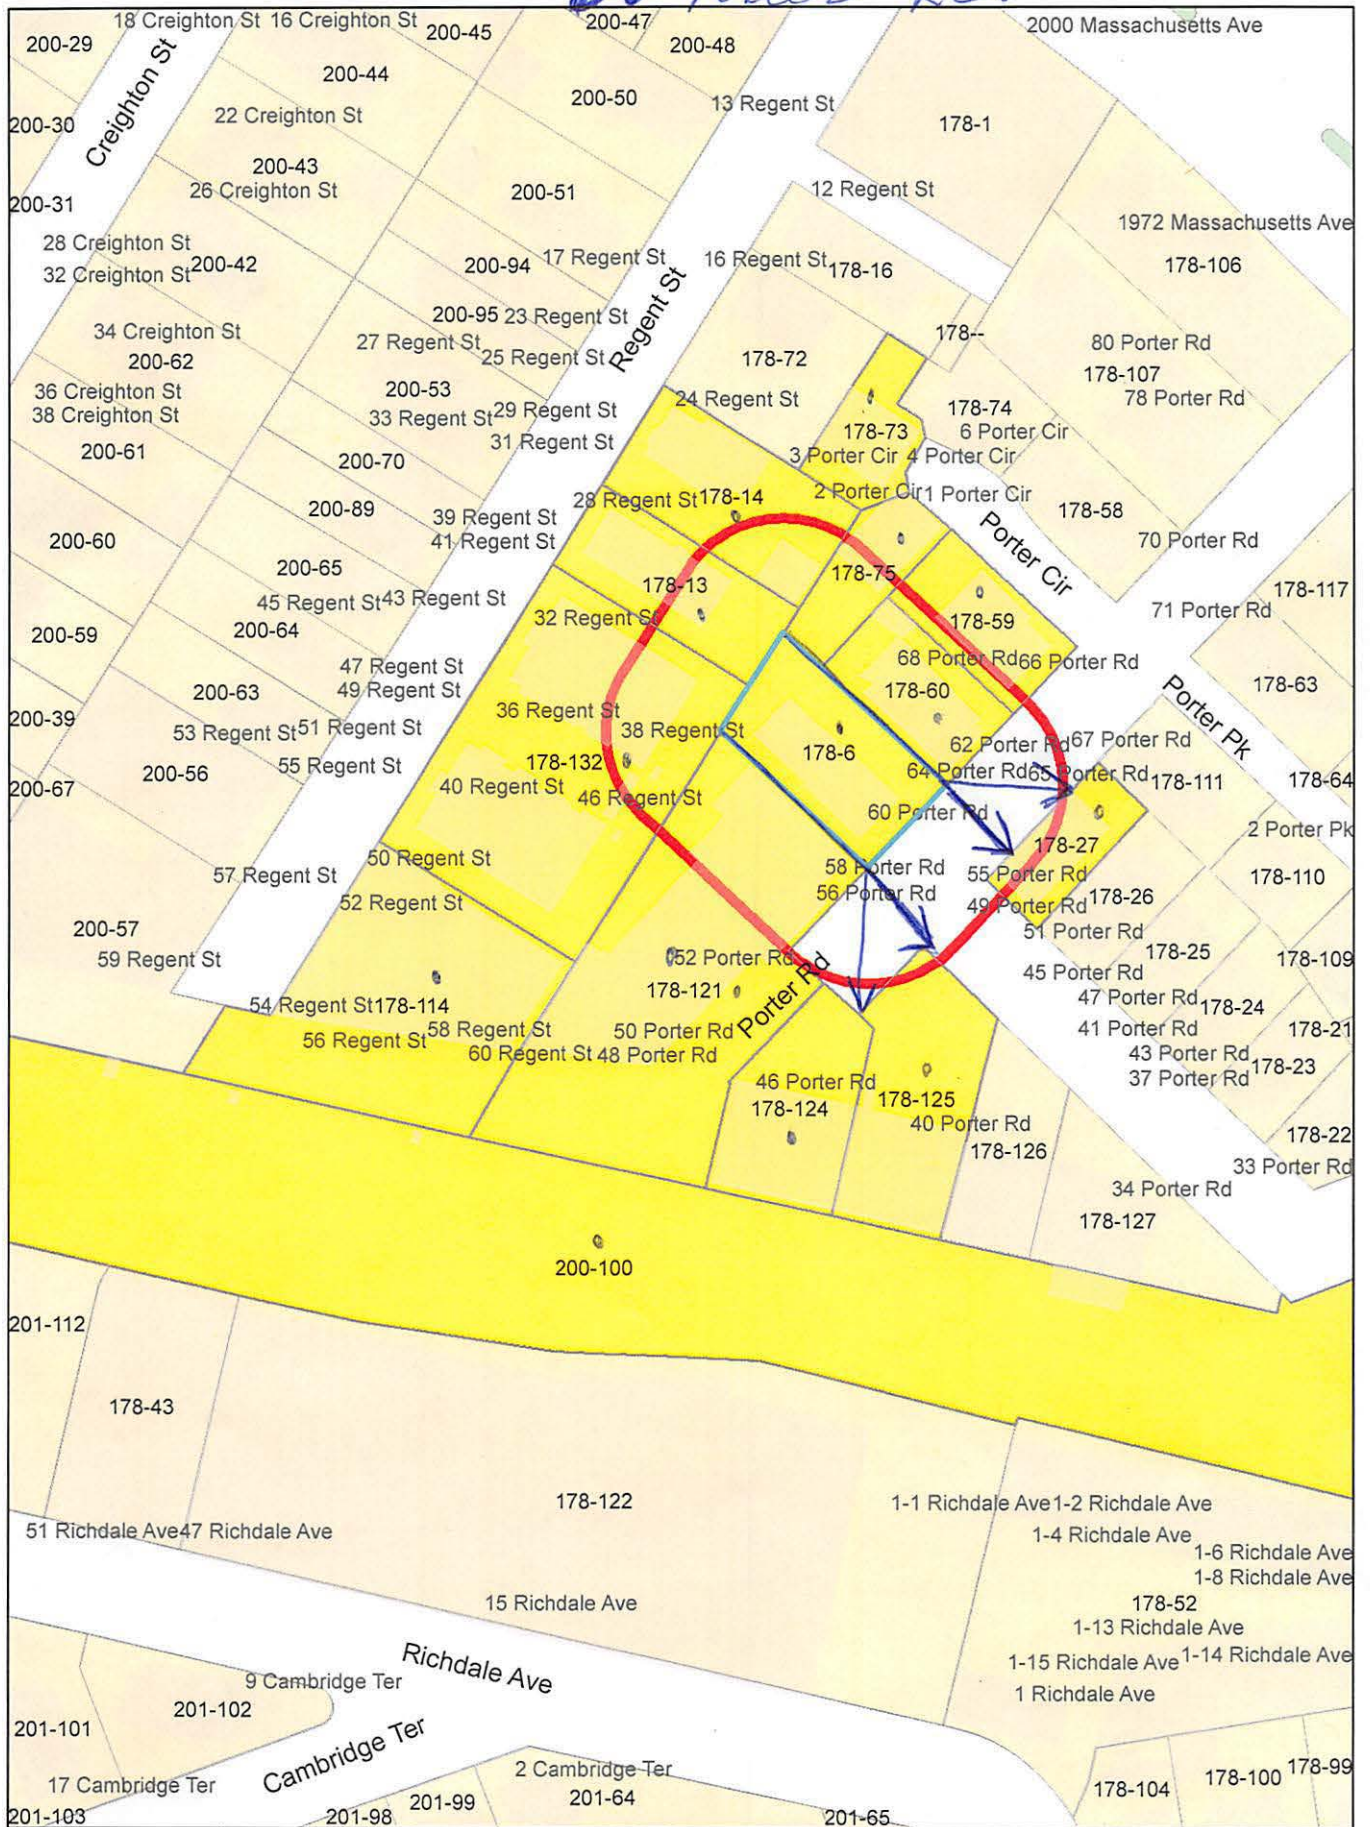 18 Creighton St
16 Creighton St
200-47
2000 Massachusetts Ave
200-29
200-45
200-48
Creighton St
200-44
200-50
13 Regent St
22 Creighton St
178-1
200-30
200-43
26 Creighton St
200-51
12 Regent St
200-31
1972 Massachusetts Ave
28 Creighton St
32 Creighton St
200-42
200-94
17 Regent St
16 Regent St
178-16
178-106
Regent St
200-95
23 Regent St
34 Creighton St
200-62
27 Regent St
25 Regent St
178-72
178--
80 Porter Rd
178-107
78 Porter Rd
36 Creighton St
38 Creighton St
200-53
33 Regent St
29 Regent St
24 Regent St
178-74
6 Porter Cir
31 Regent St
178-73
3 Porter Cir
4 Porter Cir
200-61
200-70
28 Regent St
178-14
2 Porter Cir
1 Porter Cir
200-89
39 Regent St
41 Regent St
178-58
Porter Cir
70 Porter Rd
200-60
200-65
178-13
178-75
178-117
45 Regent St
43 Regent St
32 Regent St
178-59
71 Porter Rd
200-59
200-64
47 Regent St
49 Regent St
68 Porter Rd
66 Porter Rd
178-60
178-63
200-63
Porter Pk
200-39
53 Regent St
51 Regent St
36 Regent St
38 Regent St
178-6
62 Porter Rd
67 Porter Rd
200-56
55 Regent St
178-132
64 Porter Rd
65 Porter Rd
178-111
178-64
200-67
40 Regent St
46 Regent St
60 Porter Rd
2 Porter Pk
178-27
50 Regent St
58 Porter Rd
55 Porter Rd
178-110
57 Regent St
52 Regent St
56 Porter Rd
49 Porter Rd
178-26
200-57
51 Porter Rd
59 Regent St
52 Porter Rd
178-25
178-109
Porter Rd
45 Porter Rd
54 Regent St
178-114
178-121
47 Porter Rd
178-24
58 Regent St
50 Porter Rd
41 Porter Rd
178-21
56 Regent St
60 Regent St
48 Porter Rd
43 Porter Rd
178-23
37 Porter Rd
46 Porter Rd
178-124
178-125
40 Porter Rd
178-22
178-126
33 Porter Rd
34 Porter Rd
178-127
200-100
201-112
178-43
178-122
1-1 Richdale Ave
1-2 Richdale Ave
51 Richdale Ave
47 Richdale Ave
1-4 Richdale Ave
1-6 Richdale Ave
1-8 Richdale Ave
15 Richdale Ave
178-52
1-13 Richdale Ave
Richdale Ave
1-15 Richdale Ave
1-14 Richdale Ave
9 Cambridge Ter
1 Richdale Ave
201-102
201-101
Cambridge Ter
17 Cambridge Ter
2 Cambridge Ter
178-104
178-100
178-99
201-103
201-98
201-99
201-64
201-65